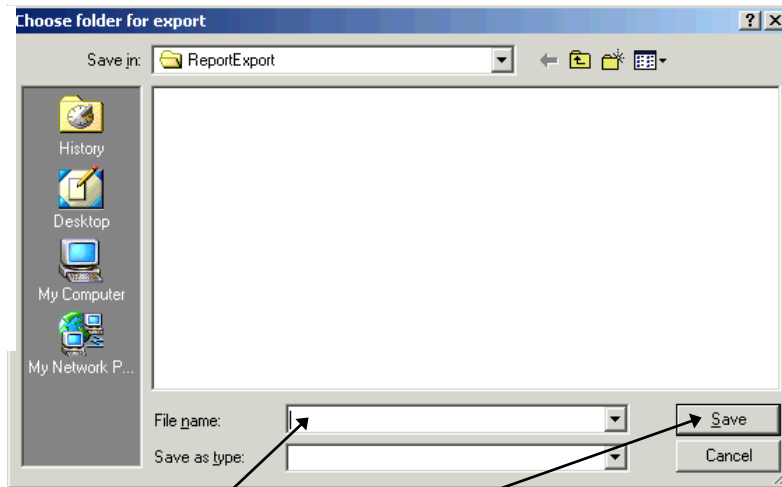 Choose folder for export
Save in: ReportExport
History
Desktop
My Computer
My Network P...
File name:
Save
Save as type:
Cancel